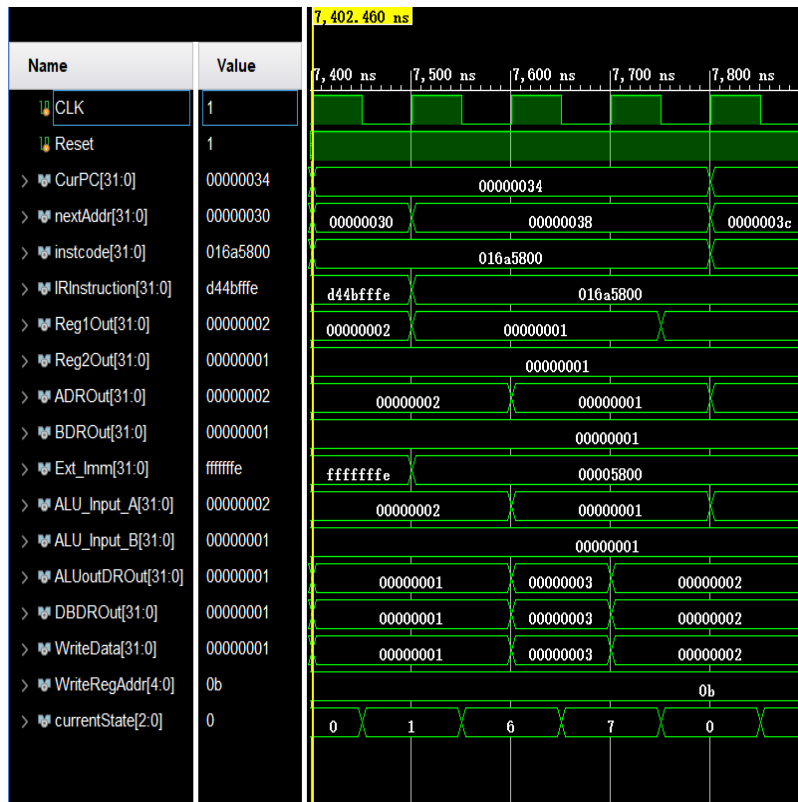 7,402.460 ns
Name Value 7,400 ns 7,500 ns 7,600 ns 7,700 ns 7,800 ns
CLK 1
Reset 1
CurPC[31:0] 00000034 00000034
nextAddr[31:0] 00000030 00000030 00000038 0000003c
instcode[31:0] 016a5800 016a5800
IRInstruction[31:0] d44bfffe d44bfffe 016a5800
Reg1Out[31:0] 00000002 00000002 00000001
Reg2Out[31:0] 00000001 00000001
ADROut[31:0] 00000002 00000002 00000001
BDROut[31:0] 00000001 00000001
Ext_Imm[31:0] fffffffe fffffffe 00005800
ALU_Input_A[31:0] 00000002 00000002 00000001
ALU_Input_B[31:0] 00000001 00000001
ALUoutDROut[31:0] 00000001 00000001 00000003 00000002
DBDROut[31:0] 00000001 00000001 00000003 00000002
WriteData[31:0] 00000001 00000001 00000003 00000002
WriteRegAddr[4:0] 0b 0b
currentState[2:0] 0 0 1 6 7 0